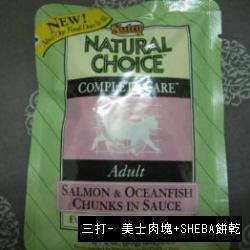 NEW!
Nutro
NATURAL CHOICE
COMPLETE CARE
Adult
SALMON & OCEANFISH
CHUNKS IN SAUCE
三打- 美士肉塊+SHEBA餅乾